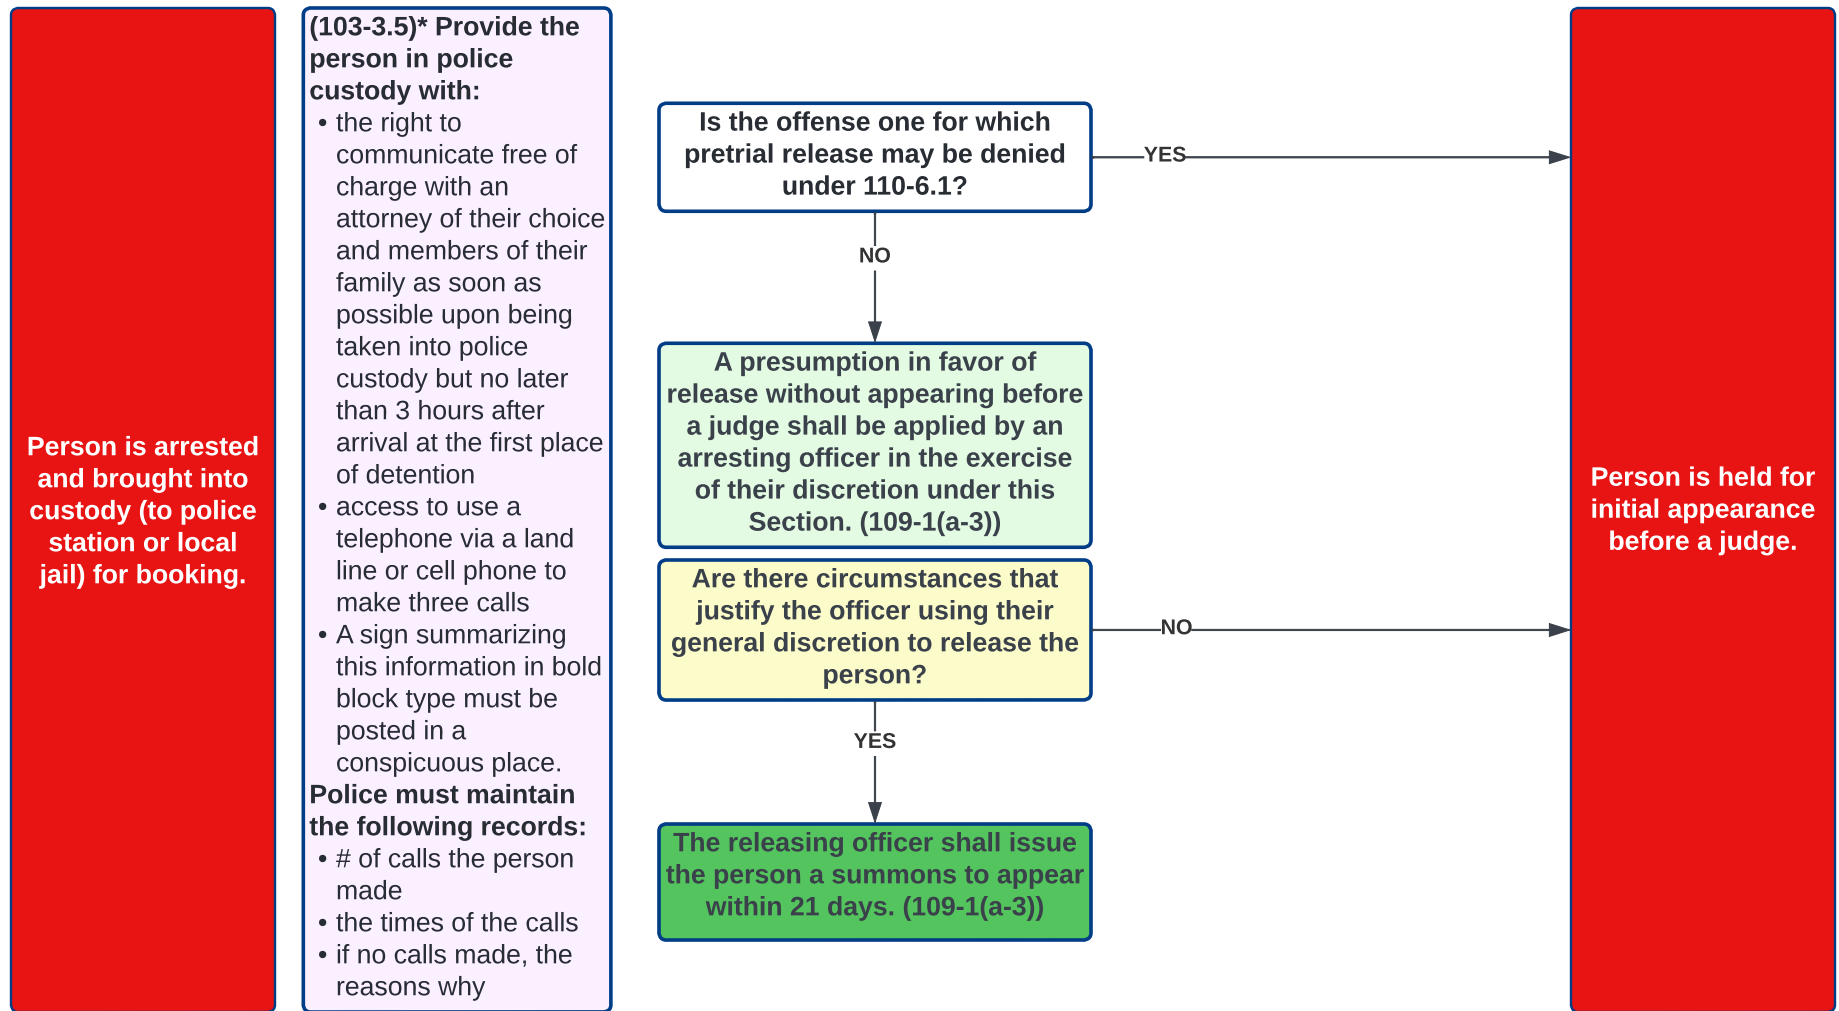 Person is arrested
and brought into
custody (to police
station or local
jail) for booking.
(103-3.5)* Provide the
person in police
custody with:
• the right to
communicate free of
charge with an
attorney of their choice
and members of their
family as soon as
possible upon being
taken into police
custody but no later
than 3 hours after
arrival at the first place
of detention
• access to use a
telephone via a land
line or cell phone to
make three calls
• A sign summarizing
this information in bold
block type must be
posted in a
conspicuous place.
Police must maintain
the following records:
• # of calls the person
made
• the times of the calls
• if no calls made, the
reasons why
Is the offense one for which
pretrial release may be denied
under 110-6.1?
YES
NO
A presumption in favor of
release without appearing before
a judge shall be applied by an
arresting officer in the exercise
of their discretion under this
Section. (109-1(a-3))
Are there circumstances that
justify the officer using their
general discretion to release the
person?
NO
YES
The releasing officer shall issue
the person a summons to appear
within 21 days. (109-1(a-3))
Person is held for
initial appearance
before a judge.